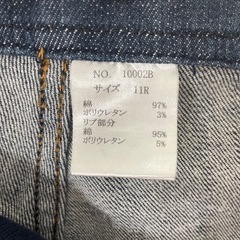 NO. 10002B
サイズ 11R
綿 97%
ポリウレタン 3%
リブ部分
綿 95%
ポリウレタン 5%